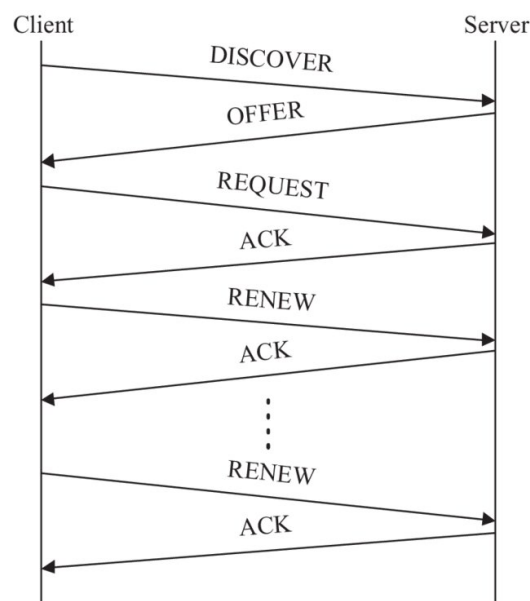 Client Server
DISCOVER
OFFER
REQUEST
ACK
RENEW
ACK
RENEW
ACK